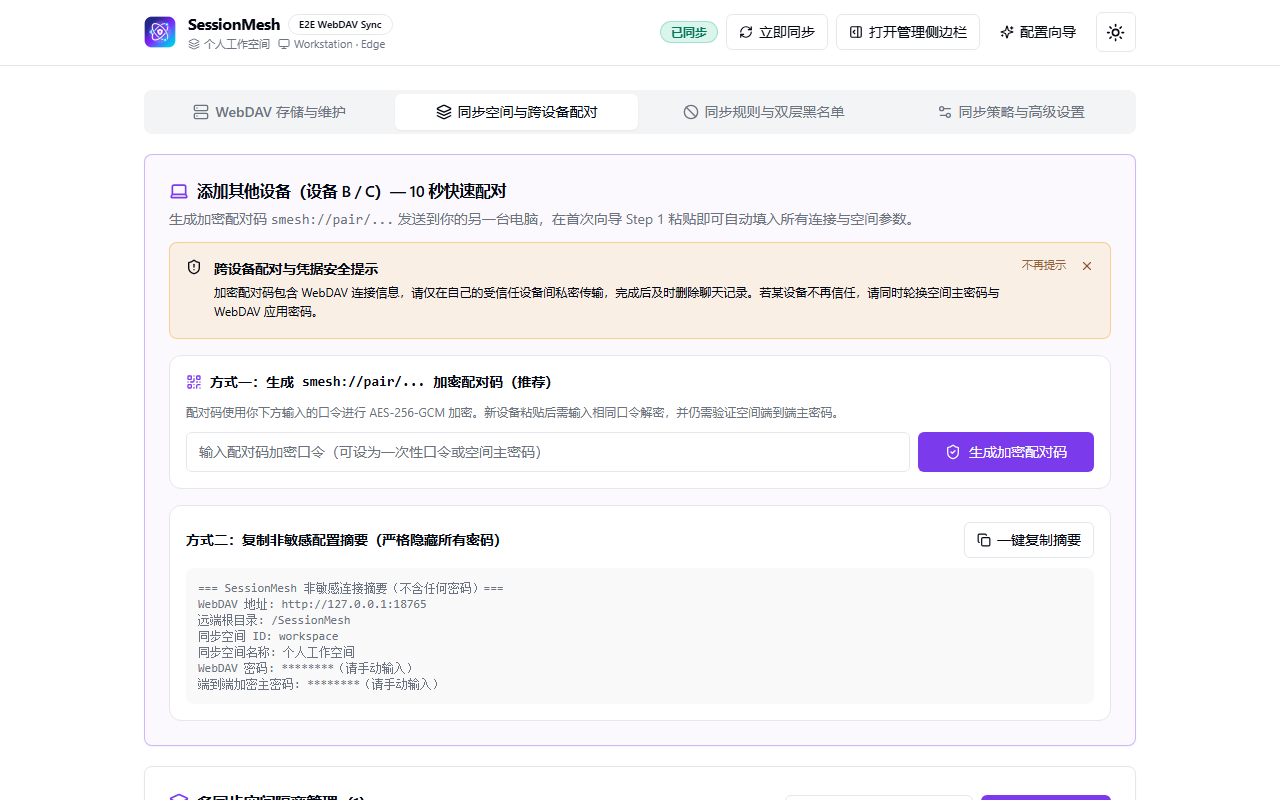 SessionMesh
E2E WebDAV Sync
个人工作空间 Workstation · Edge
已同步
立即同步
打开管理侧边栏
配置向导
WebDAV 存储与维护
同步空间与跨设备配对
同步规则与双层黑名单
同步策略与高级设置
添加其他设备（设备 B / C）— 10 秒快速配对
生成加密配对码 smesh://pair/... 发送到你的另一台电脑，在首次向导 Step 1 粘贴即可自动填入所有连接与空间参数。
跨设备配对与凭据安全提示
不再提示
加密配对码包含 WebDAV 连接信息，请仅在自己的受信任设备间私密传输，完成后及时删除聊天记录。若某设备不再信任，请同时轮换空间主密码与
WebDAV 应用密码。
方式一：生成 smesh://pair/... 加密配对码（推荐）
配对码使用你下方输入的口令进行 AES-256-GCM 加密。新设备粘贴后需输入相同口令解密，并仍需验证空间端到端主密码。
输入配对码加密口令（可设为一次性口令或空间主密码）
生成加密配对码
方式二：复制非敏感配置摘要（严格隐藏所有密码）
一键复制摘要
=== SessionMesh 非敏感连接摘要（不含任何密码）===
WebDAV 地址: http://127.0.0.1:18765
远端根目录: /SessionMesh
同步空间 ID: workspace
同步空间名称: 个人工作空间
WebDAV 密码: ********（请手动输入）
端到端加密主密码: ********（请手动输入）